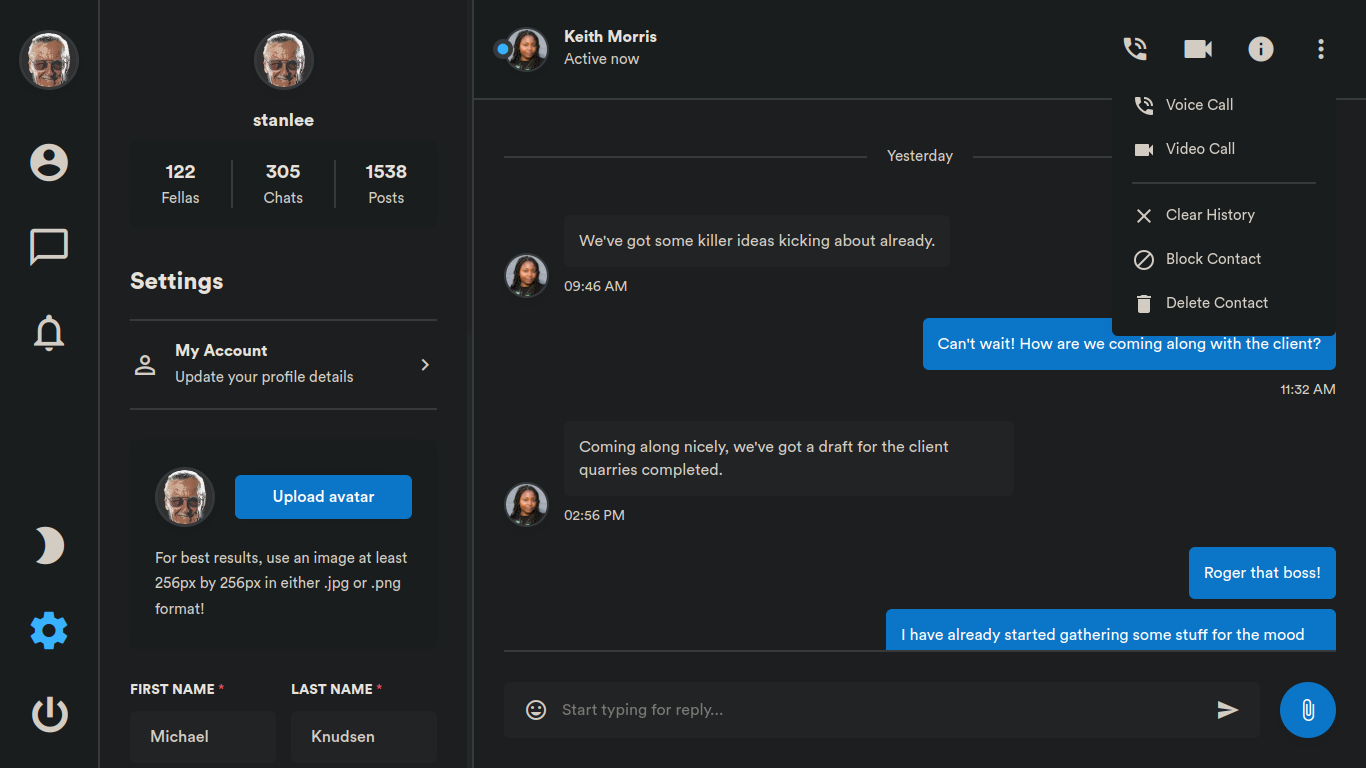 stanlee
122
Fellas
305
Chats
1538
Posts
Settings
My Account
Update your profile details
Upload avatar
For best results, use an image at least
256px by 256px in either .jpg or .png
format!
FIRST NAME *
LAST NAME *
Michael
Knudsen
Keith Morris
Active now
Voice Call
Video Call
Clear History
Block Contact
Delete Contact
Yesterday
We've got some killer ideas kicking about already.
09:46 AM
Can't wait! How are we coming along with the client?
11:32 AM
Coming along nicely, we've got a draft for the client
quarries completed.
02:56 PM
Roger that boss!
I have already started gathering some stuff for the mood
Start typing for reply...